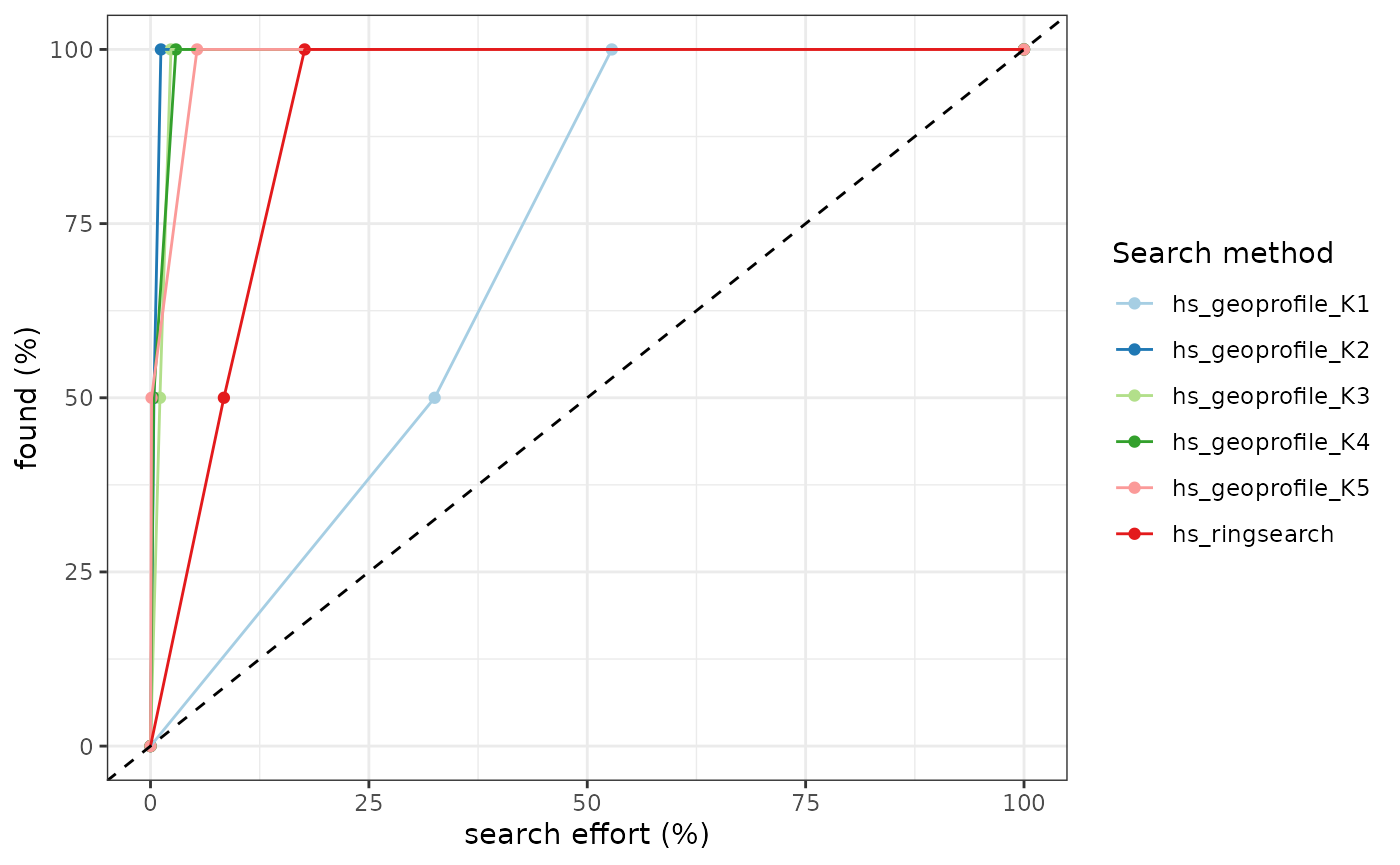 100
75
50
25
0
found (%)
0 25 50 75 100
search effort (%)
Search method
hs_geoprofile_K1
hs_geoprofile_K2
hs_geoprofile_K3
hs_geoprofile_K4
hs_geoprofile_K5
hs_ringsearch